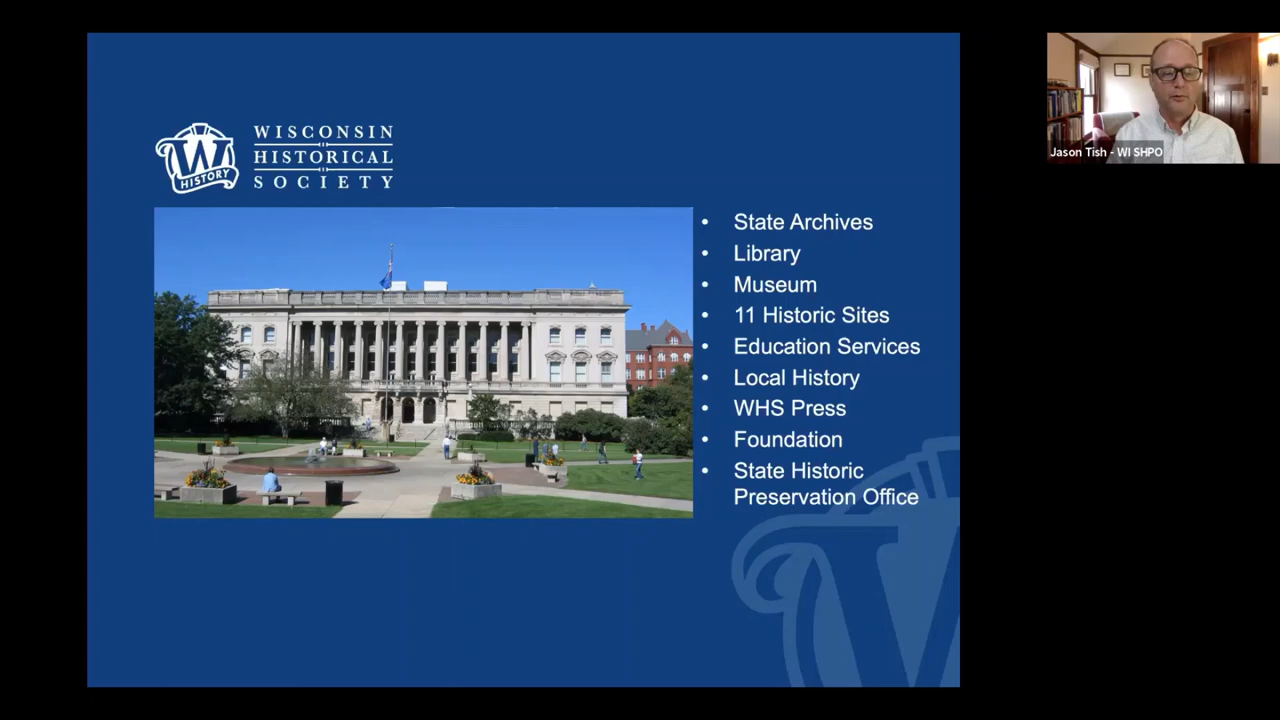 WISCONSIN
HISTORICAL
SOCIETY
W
HISTORY
• State Archives
• Library
• Museum
• 11 Historic Sites
• Education Services
• Local History
• WHS Press
• Foundation
• State Historic
Preservation Office
Jason Tish - WI SHPO